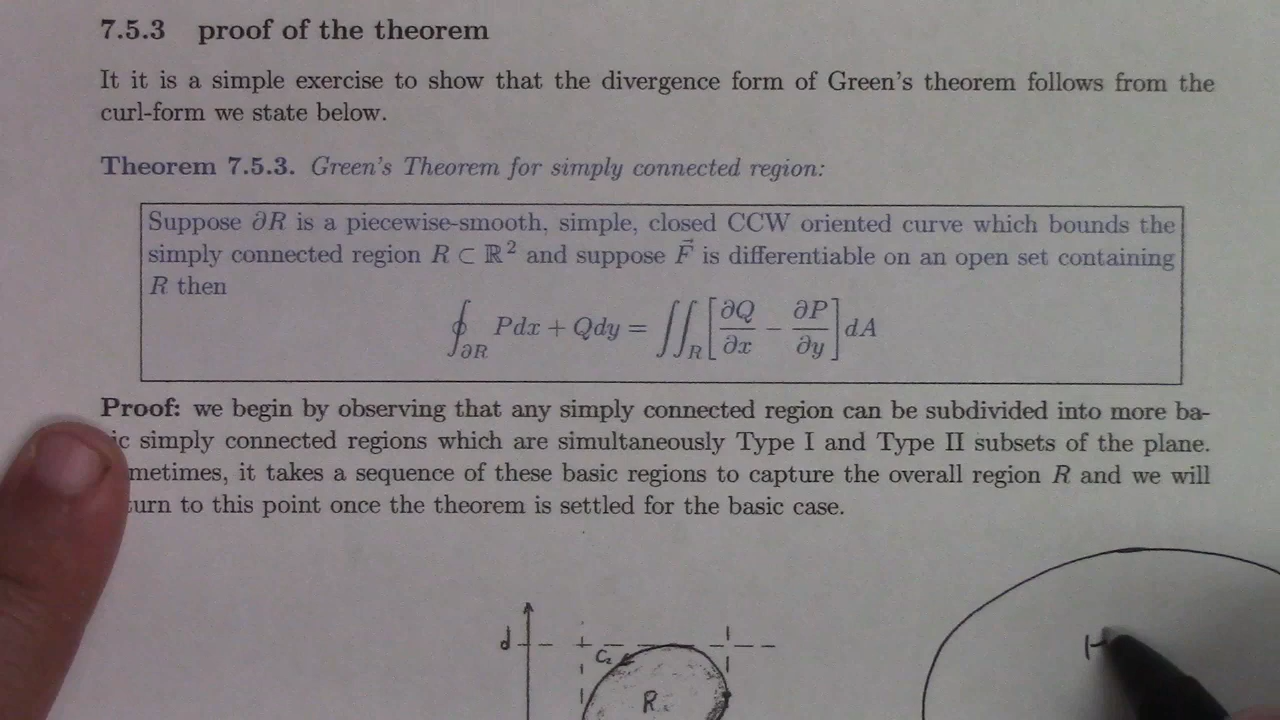 7.5.3 proof of the theorem
It it is a simple exercise to show that the divergence form of Green's theorem follows from the
curl-form we state below.
Theorem 7.5.3. Green's Theorem for simply connected region:
Suppose ∂R is a piecewise-smooth, simple, closed CCW oriented curve which bounds the
simply connected region R ⊂ ℝ² and suppose F⃗ is differentiable on an open set containing
R then
∮_{∂R} Pdx + Qdy = ∬_R [∂Q/∂x − ∂P/∂y] dA
Proof: we begin by observing that any simply connected region can be subdivided into more ba-
ic simply connected regions which are simultaneously Type I and Type II subsets of the plane.
metimes, it takes a sequence of these basic regions to capture the overall region R and we will
turn to this point once the theorem is settled for the basic case.
d
C₂
R